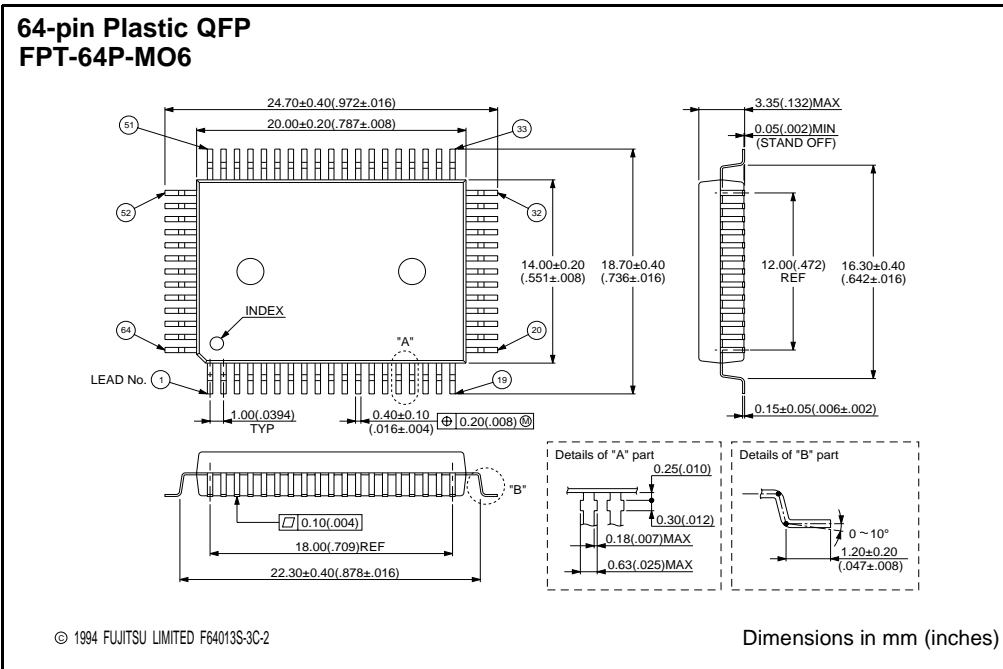 64-pin Plastic QFP
FPT-64P-MO6
24.70±0.40(.972±.016)
20.00±0.20(.787±.008)
51
33
52
32
14.00±0.20
(.551±.008)
18.70±0.40
(.736±.016)
INDEX
64
"A"
20
LEAD No. 1
19
1.00(.0394)
TYP
0.40±0.10
(.016±.004)
⌖ 0.20(.008) Ⓜ
3.35(.132)MAX
0.05(.002)MIN
(STAND OFF)
12.00(.472)
REF
16.30±0.40
(.642±.016)
0.15±0.05(.006±.002)
"B"
⏥ 0.10(.004)
18.00(.709)REF
22.30±0.40(.878±.016)
Details of "A" part
0.25(.010)
0.30(.012)
0.18(.007)MAX
0.63(.025)MAX
Details of "B" part
0 ~ 10°
1.20±0.20
(.047±.008)
© 1994 FUJITSU LIMITED F64013S-3C-2
Dimensions in mm (inches)